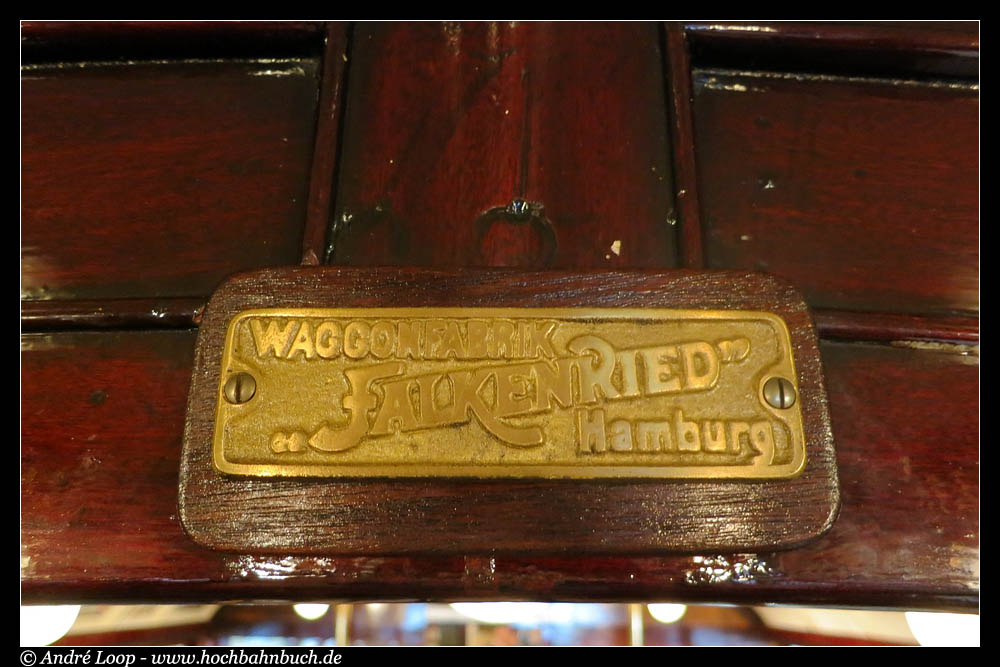 WAGGONFABRIK
„FALKENRIED”
Hamburg
© André Loop - www.hochbahnbuch.de